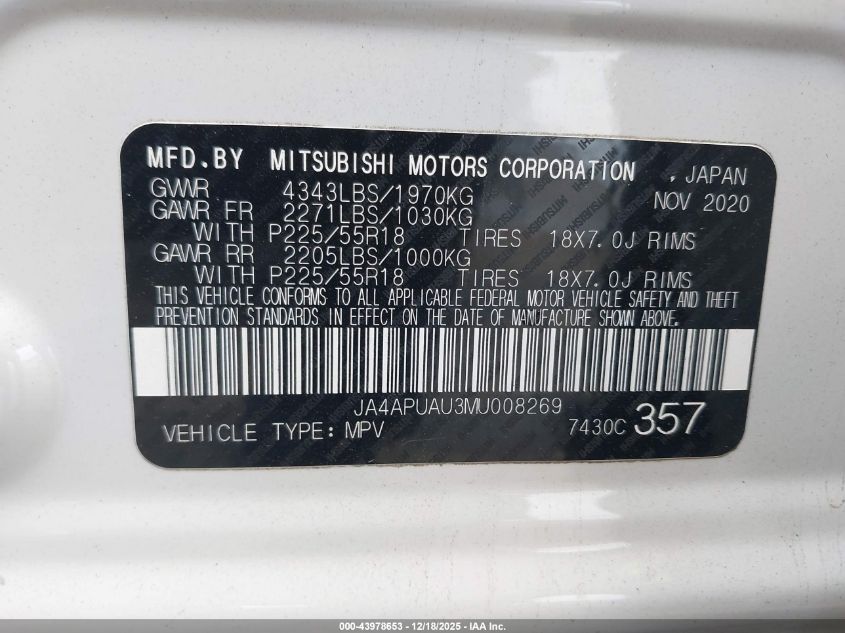 MFD.BY MITSUBISHI MOTORS CORPORATION , JAPAN
GVWR 4343LBS/1970KG NOV 2020
GAWR FR 2271LBS/1030KG
WITH P225/55R18 TIRES 18X7.0J RIMS
GAWR RR 2205LBS/1000KG
WITH P225/55R18 TIRES 18X7.0J RIMS
THIS VEHICLE CONFORMS TO ALL APPLICABLE FEDERAL MOTOR VEHICLE SAFETY AND THEFT
PREVENTION STANDARDS IN EFFECT ON THE DATE OF MANUFACTURE SHOWN ABOVE.
JA4APUAU3MU008269
VEHICLE TYPE: MPV 7430C 357
000-43978653 - 12/18/2025 - IAA Inc.